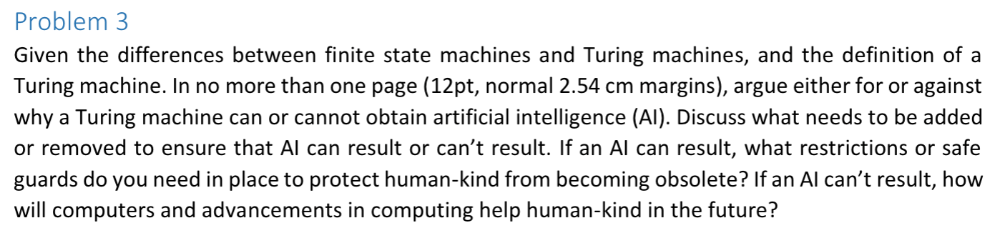 Problem 3
Given the differences between finite state machines and Turing machines, and the definition of a
Turing machine. In no more than one page (12pt, normal 2.54 cm margins), argue either for or against
why a Turing machine can or cannot obtain artificial intelligence (AI). Discuss what needs to be added
or removed to ensure that AI can result or can’t result. If an AI can result, what restrictions or safe
guards do you need in place to protect human-kind from becoming obsolete? If an AI can’t result, how
will computers and advancements in computing help human-kind in the future?